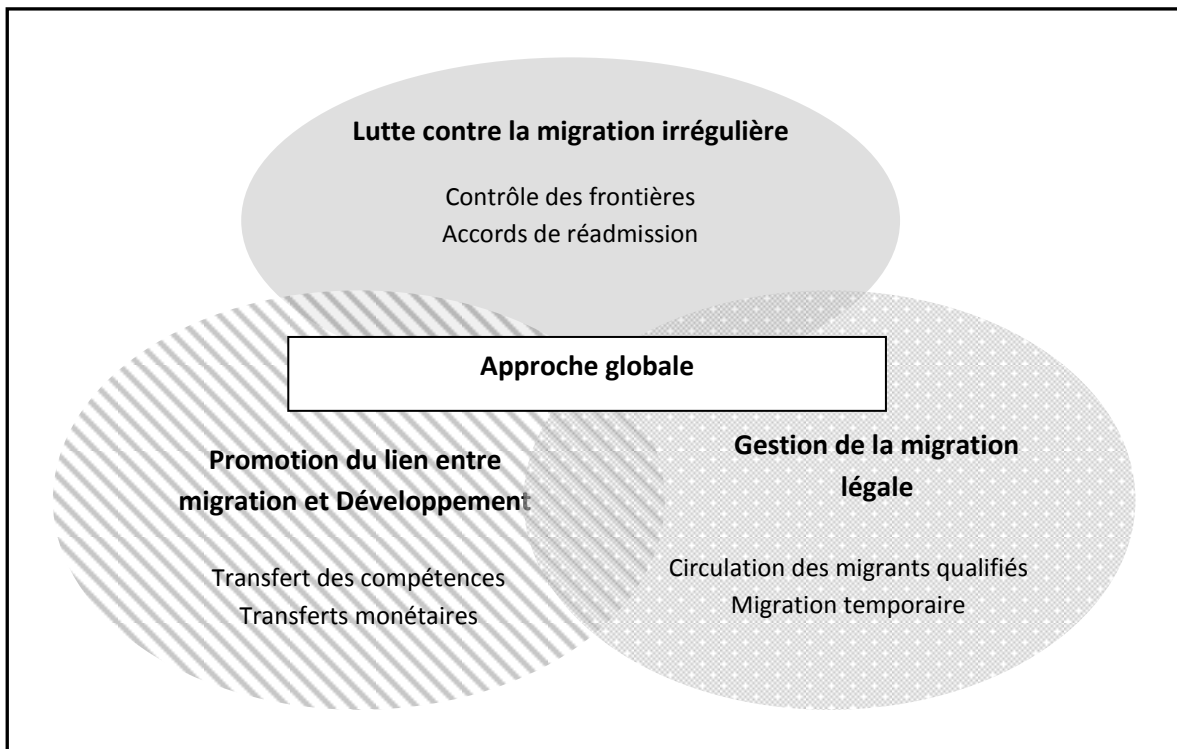 Lutte contre la migration irrégulière
Contrôle des frontières
Accords de réadmission
Approche globale
Promotion du lien entre
migration et Développement
Transfert des compétences
Transferts monétaires
Gestion de la migration
légale
Circulation des migrants qualifiés
Migration temporaire